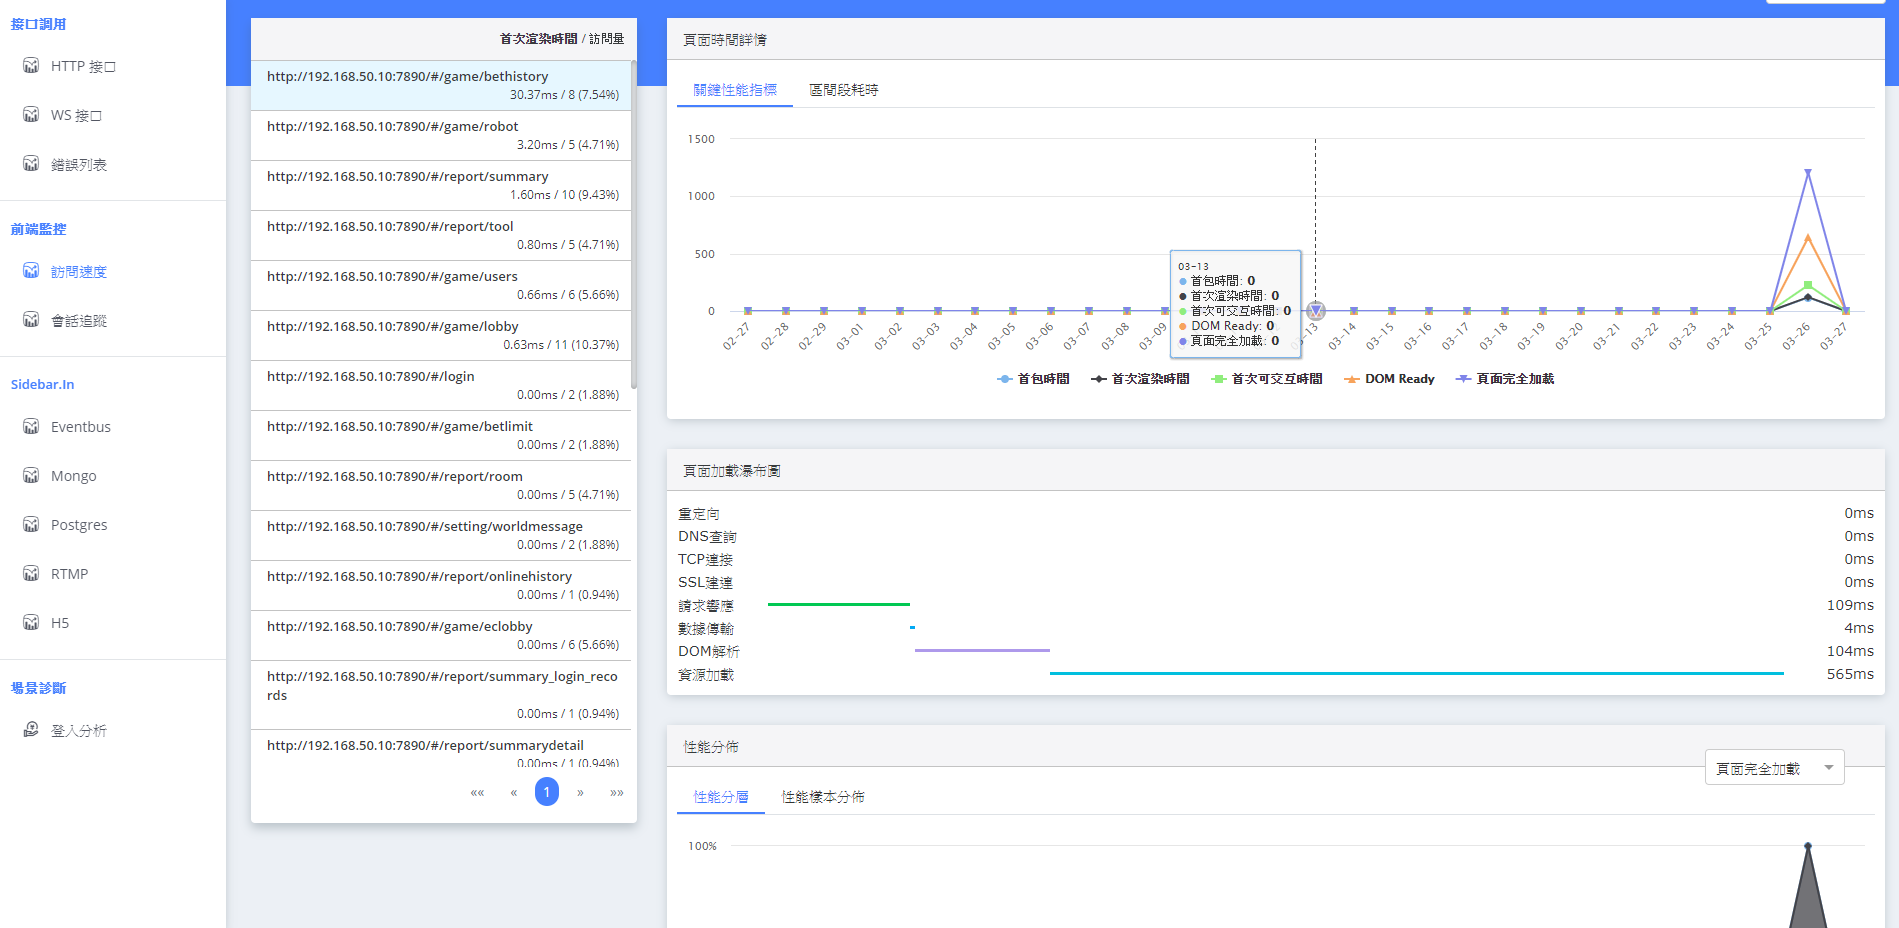 接口調用
HTTP 接口
WS 接口
錯誤列表
前端監控
訪問速度
會話追蹤
Sidebar.In
Eventbus
Mongo
Postgres
RTMP
H5
場景診斷
登入分析
首次渲染時間 / 訪問量
http://192.168.50.10:7890/#/game/bethistory
30.37ms / 8 (7.54%)
http://192.168.50.10:7890/#/game/robot
3.20ms / 5 (4.71%)
http://192.168.50.10:7890/#/report/summary
1.60ms / 10 (9.43%)
http://192.168.50.10:7890/#/report/tool
0.80ms / 5 (4.71%)
http://192.168.50.10:7890/#/game/users
0.66ms / 6 (5.66%)
http://192.168.50.10:7890/#/game/lobby
0.63ms / 11 (10.37%)
http://192.168.50.10:7890/#/login
0.00ms / 2 (1.88%)
http://192.168.50.10:7890/#/game/betlimit
0.00ms / 2 (1.88%)
http://192.168.50.10:7890/#/report/room
0.00ms / 5 (4.71%)
http://192.168.50.10:7890/#/setting/worldmessage
0.00ms / 2 (1.88%)
http://192.168.50.10:7890/#/report/onlinehistory
0.00ms / 1 (0.94%)
http://192.168.50.10:7890/#/game/eclobby
0.00ms / 6 (5.66%)
http://192.168.50.10:7890/#/report/summary_login_reco
rds
0.00ms / 1 (0.94%)
http://192.168.50.10:7890/#/report/summarydetail
0.00ms / 1 (0.94%)
«« « 1 » »»
頁面時間詳情
關鍵性能指標 區間段耗時
1500
1000
500
0
03-13
首包時間: 0
首次渲染時間: 0
首次可交互時間: 0
DOM Ready: 0
頁面完全加載: 0
02-27 02-28 02-29 03-01 03-02 03-03 03-04 03-05 03-06 03-07 03-08 03-09 03-13 03-14 03-15 03-16 03-17 03-18 03-19 03-20 03-21 03-22 03-23 03-24 03-25 03-26 03-27
首包時間 首次渲染時間 首次可交互時間 DOM Ready 頁面完全加載
頁面加載瀑布圖
重定向 0ms
DNS查詢 0ms
TCP連接 0ms
SSL建連 0ms
請求響應 109ms
數據傳輸 4ms
DOM解析 104ms
資源加載 565ms
性能分佈
頁面完全加載
性能分層 性能樣本分佈
100%